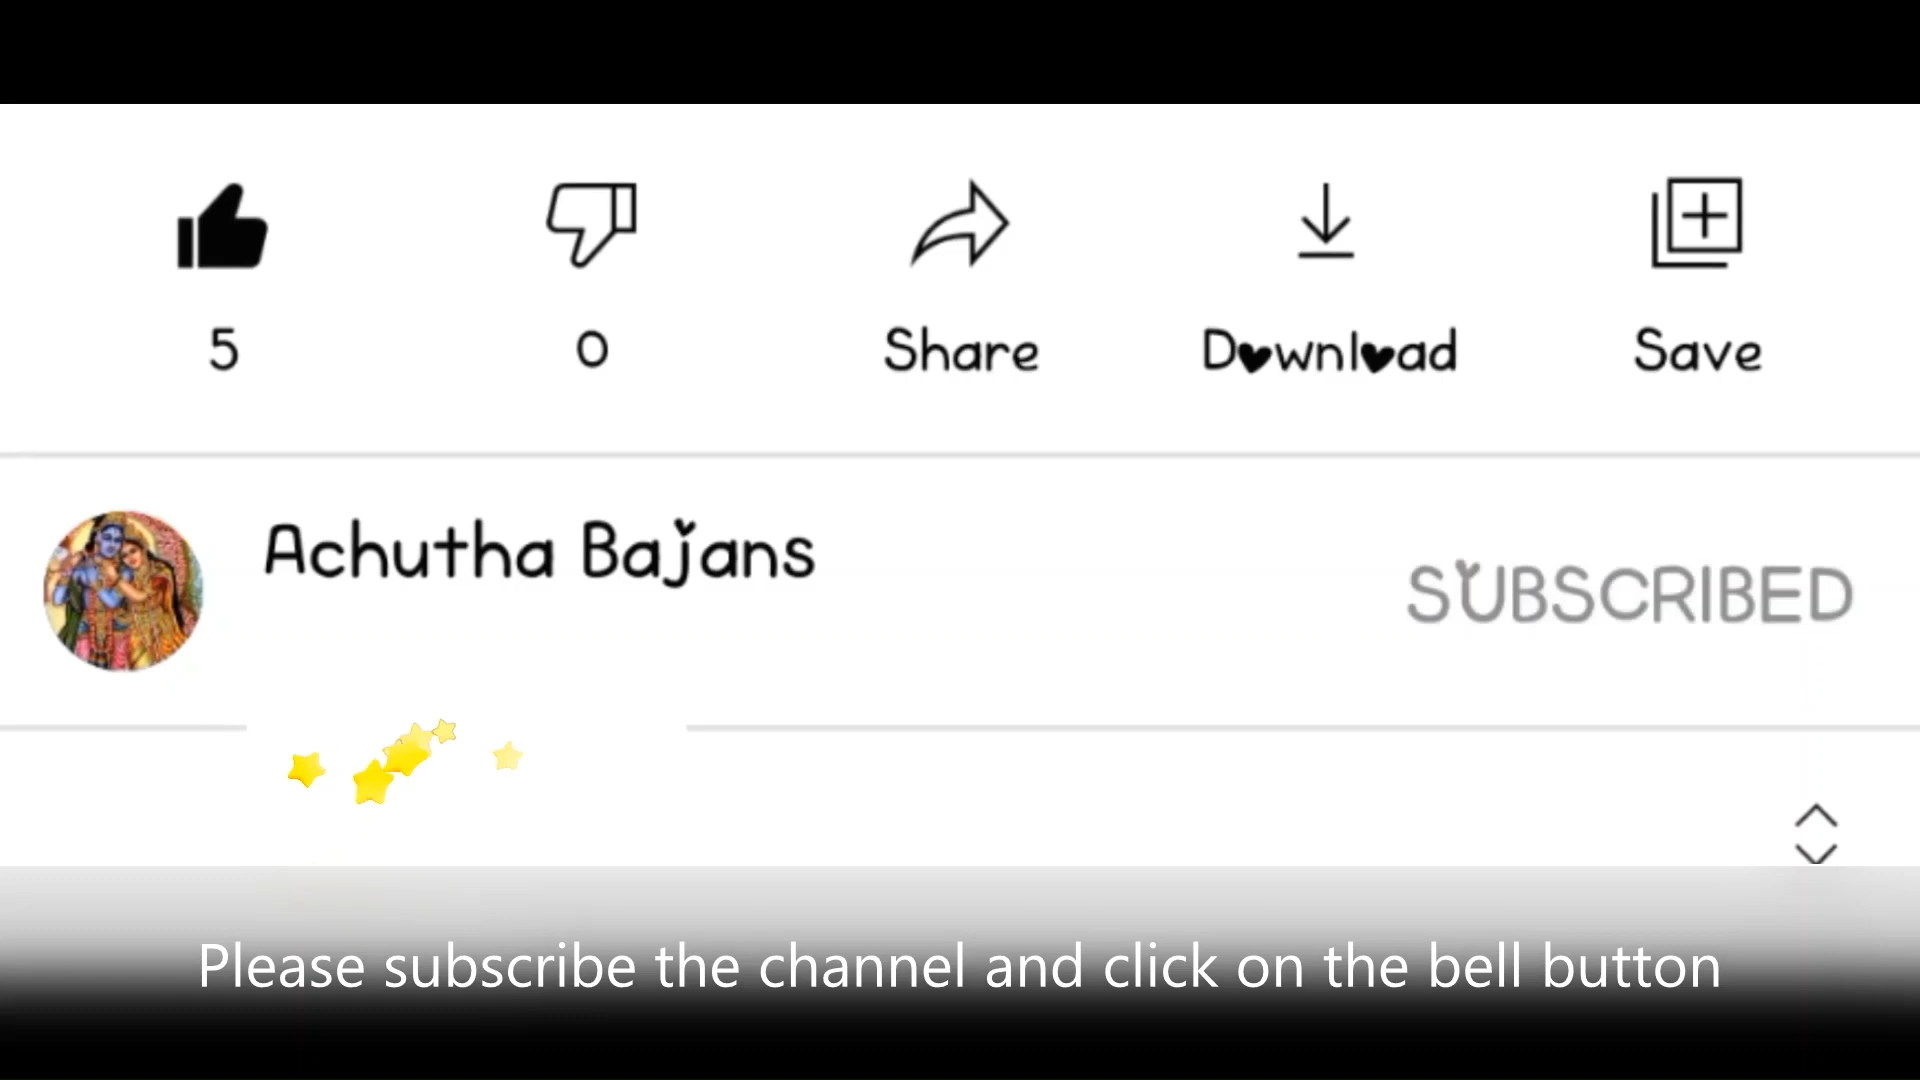 5
0
Share
Download
Save
Achutha Bajans
SUBSCRIBED
Please subscribe the channel and click on the bell button